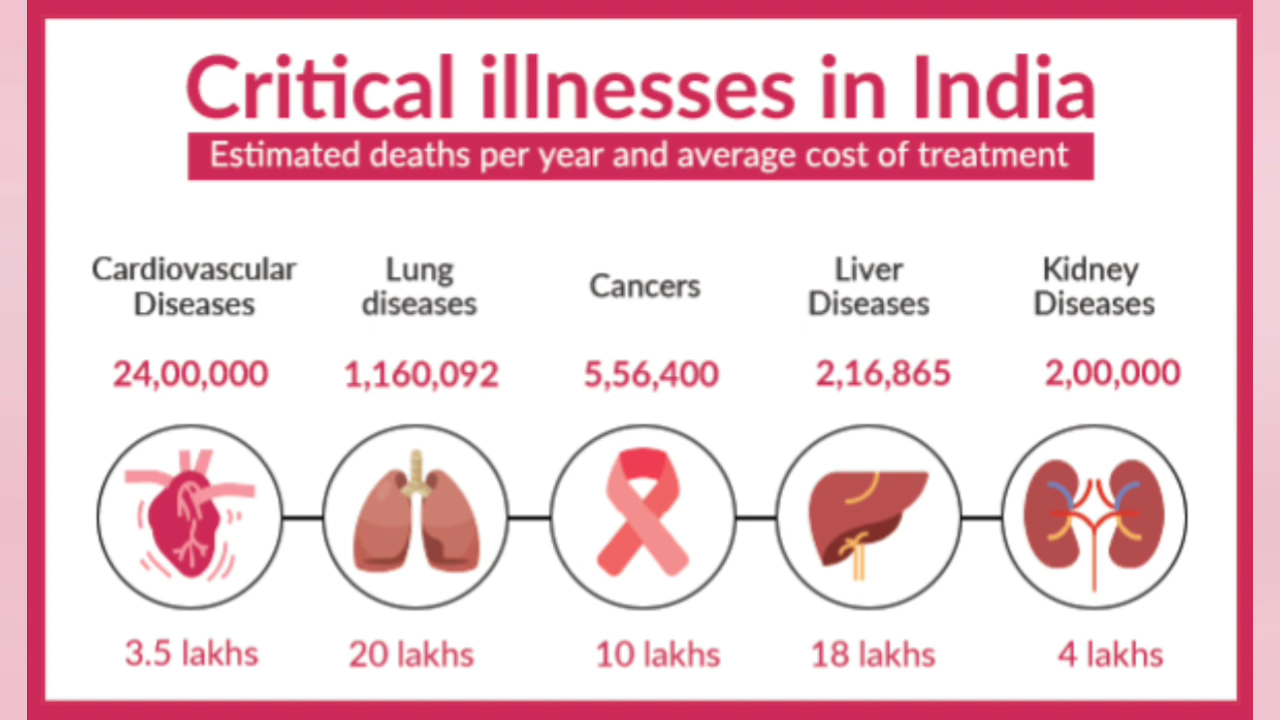 Critical illnesses in India
Estimated deaths per year and average cost of treatment
Cardiovascular
Diseases
Lung
diseases
Cancers
Liver
Diseases
Kidney
Diseases
24,00,000
1,160,092
5,56,400
2,16,865
2,00,000
3.5 lakhs
20 lakhs
10 lakhs
18 lakhs
4 lakhs